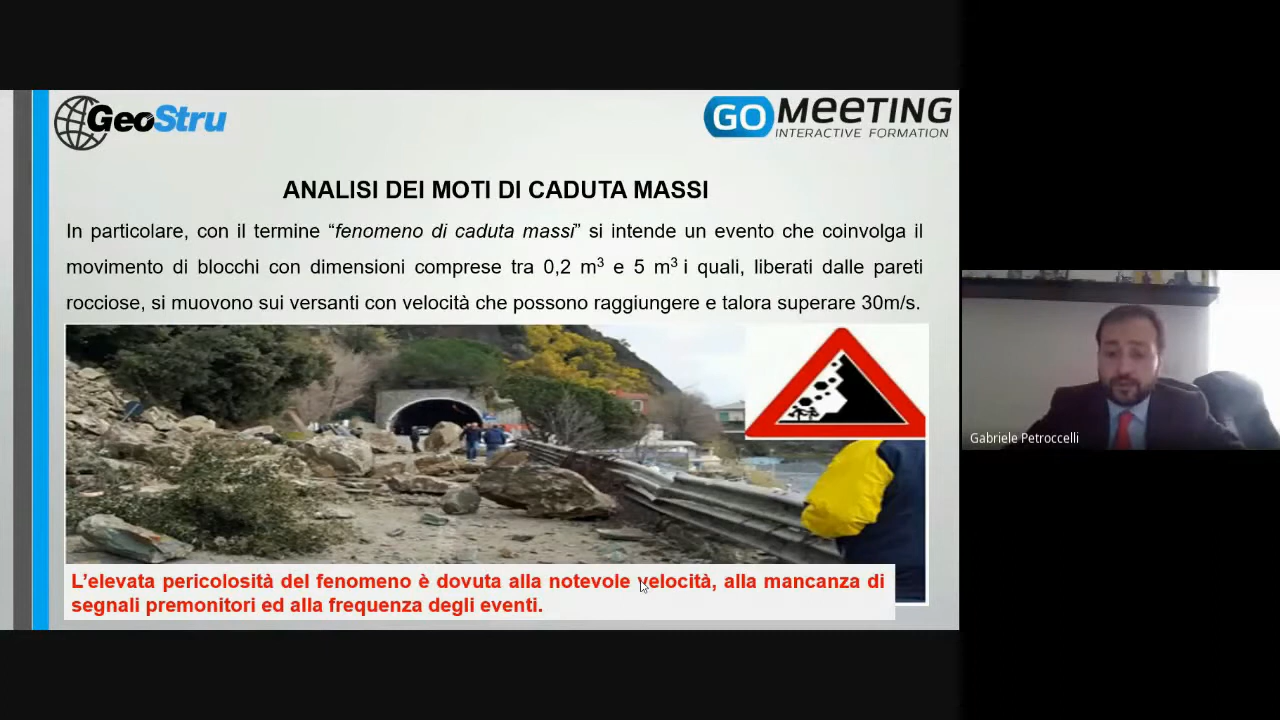 GeoStru
GO MEETING
INTERACTIVE FORMATION
ANALISI DEI MOTI DI CADUTA MASSI
In particolare, con il termine “fenomeno di caduta massi” si intende un evento che coinvolga il
movimento di blocchi con dimensioni comprese tra 0,2 m³ e 5 m³ i quali, liberati dalle pareti
rocciose, si muovono sui versanti con velocità che possono raggiungere e talora superare 30m/s.
L’elevata pericolosità del fenomeno è dovuta alla notevole velocità, alla mancanza di
segnali premonitori ed alla frequenza degli eventi.
Gabriele Petroccelli